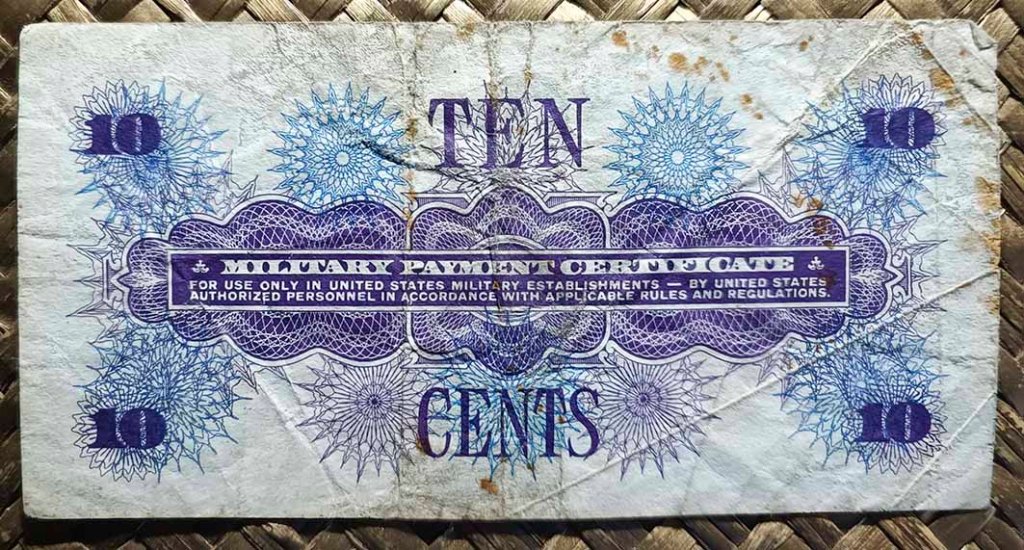 10 TEN 10
MILITARY PAYMENT CERTIFICATE
FOR USE ONLY IN UNITED STATES MILITARY ESTABLISHMENTS — BY UNITED STATES
AUTHORIZED PERSONNEL IN ACCORDANCE WITH APPLICABLE RULES AND REGULATIONS.
10 CENTS 10